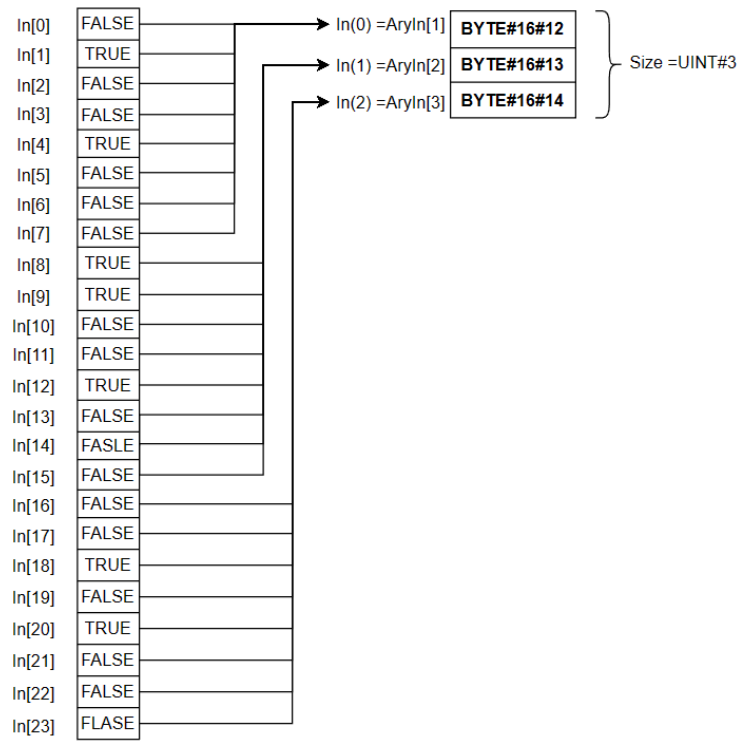 In[0] FALSE In(0) =AryIn[1] BYTE#16#12
In[1] TRUE In(1) =AryIn[2] BYTE#16#13 Size =UINT#3
In[2] FALSE In(2) =AryIn[3] BYTE#16#14
In[3] FALSE
In[4] TRUE
In[5] FALSE
In[6] FALSE
In[7] FALSE
In[8] TRUE
In[9] TRUE
In[10] FALSE
In[11] FALSE
In[12] TRUE
In[13] FALSE
In[14] FASLE
In[15] FALSE
In[16] FALSE
In[17] FALSE
In[18] TRUE
In[19] FALSE
In[20] TRUE
In[21] FALSE
In[22] FALSE
In[23] FLASE